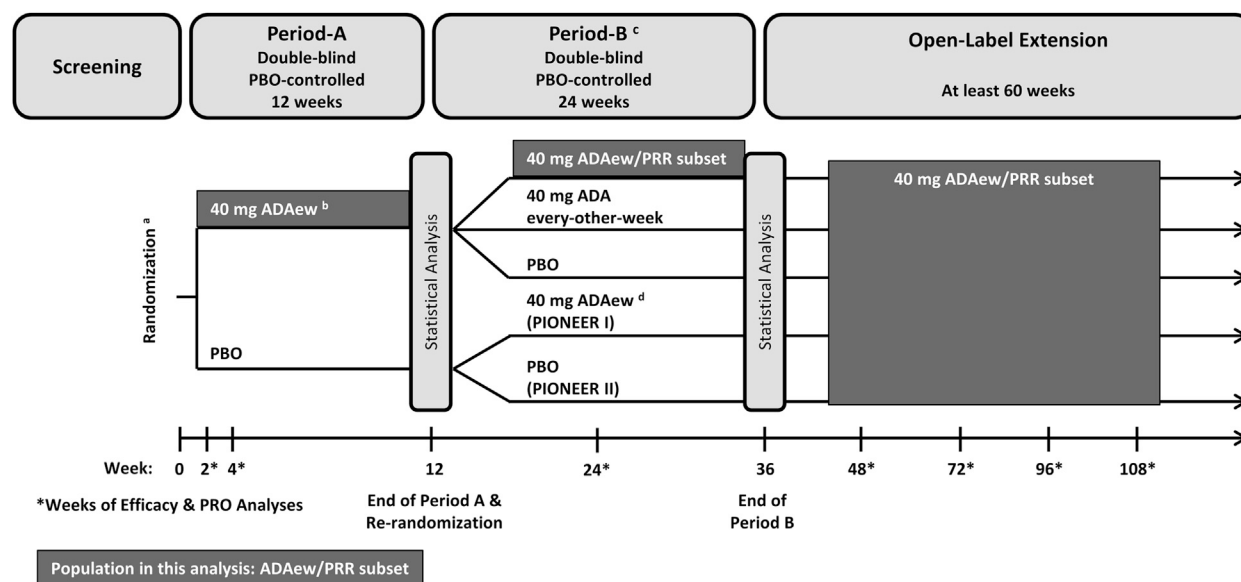 Screening
Period-A
Double-blind
PBO-controlled
12 weeks
Period-B c
Double-blind
PBO-controlled
24 weeks
Open-Label Extension
At least 60 weeks
Randomization a
40 mg ADAew b
PBO
Statistical Analysis
40 mg ADAew/PRR subset
40 mg ADA
every-other-week
PBO
40 mg ADAew d
(PIONEER I)
PBO
(PIONEER II)
Statistical Analysis
40 mg ADAew/PRR subset
Week: 0 2* 4* 12 24* 36 48* 72* 96* 108*
*Weeks of Efficacy & PRO Analyses
End of Period A &
Re-randomization
End of
Period B
Population in this analysis: ADAew/PRR subset